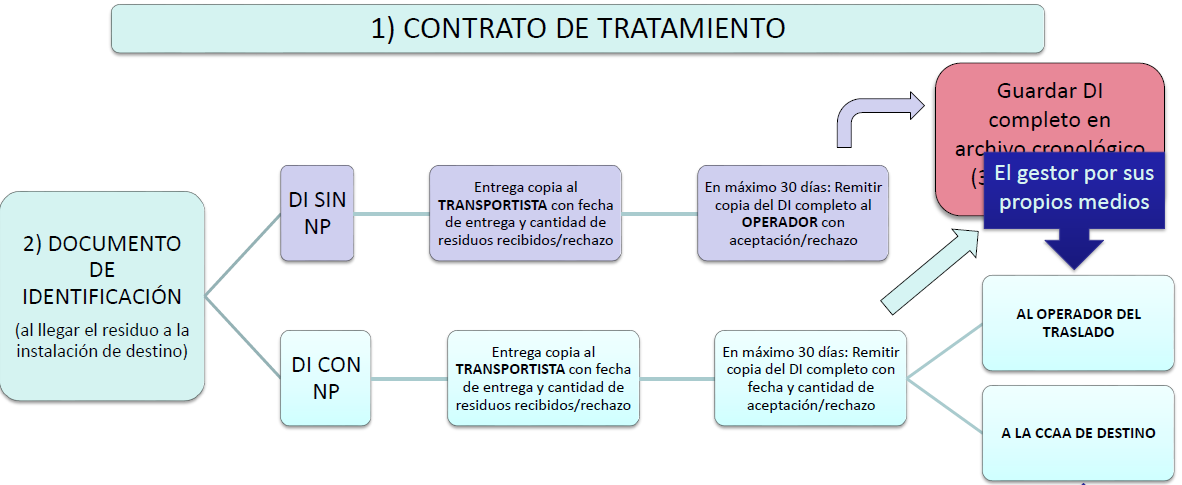 1) CONTRATO DE TRATAMIENTO
Guardar DI
completo en
archivo cronológico
(3
El gestor por sus
propios medios
2) DOCUMENTO
DE
IDENTIFICACIÓN
(al llegar el residuo a la
instalación de destino)
DI SIN
NP
Entrega copia al
TRANSPORTISTA con fecha
de entrega y cantidad de
residuos recibidos/rechazo
En máximo 30 días: Remitir
copia del DI completo al
OPERADOR con
aceptación/rechazo
DI CON
NP
Entrega copia al
TRANSPORTISTA con fecha
de entrega y cantidad de
residuos recibidos/rechazo
En máximo 30 días: Remitir
copia del DI completo con
fecha y cantidad de
aceptación/rechazo
AL OPERADOR DEL
TRASLADO
A LA CCAA DE DESTINO